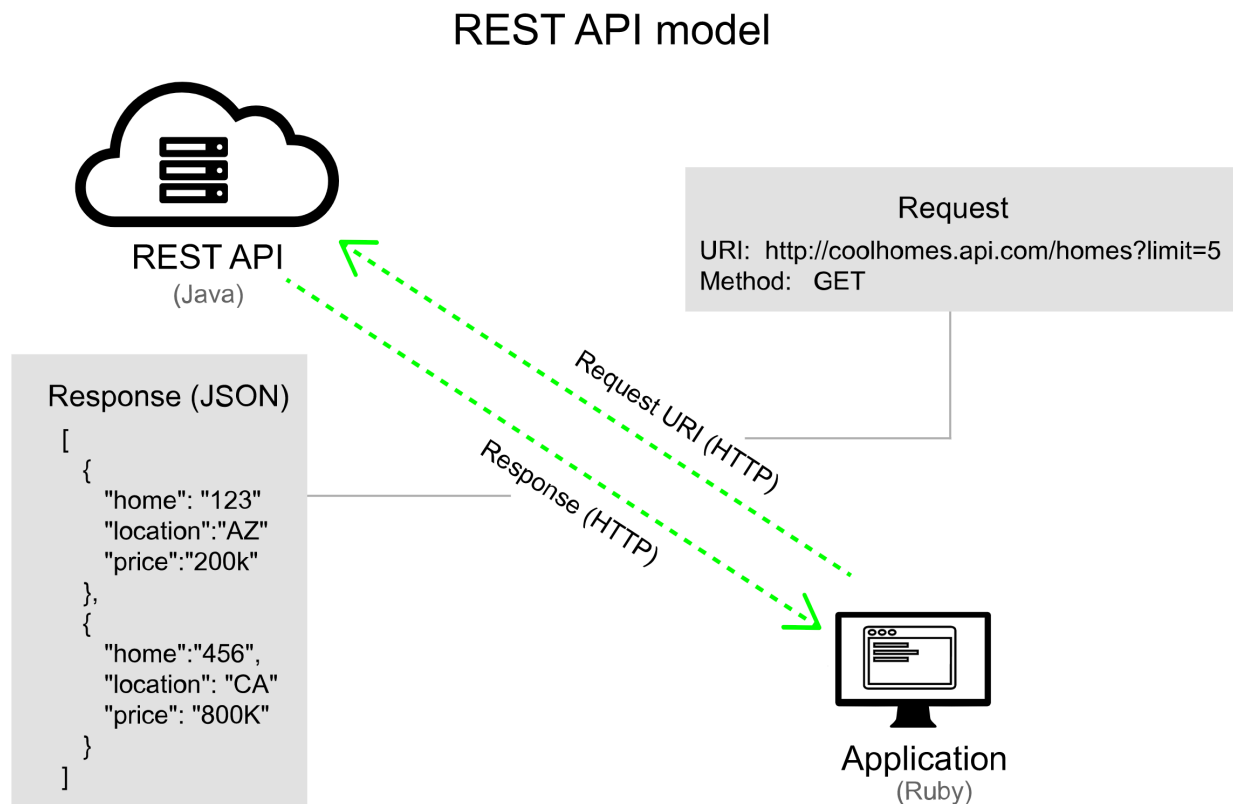 REST API model
REST API
(Java)
Request
URI:  http://coolhomes.api.com/homes?limit=5
Method:   GET
Request URI (HTTP)
Response (HTTP)
Response (JSON)
[
{
"home": "123"
"location":"AZ"
"price":"200k"
},
{
"home":"456",
"location": "CA"
"price": "800K"
}
]
Application
(Ruby)